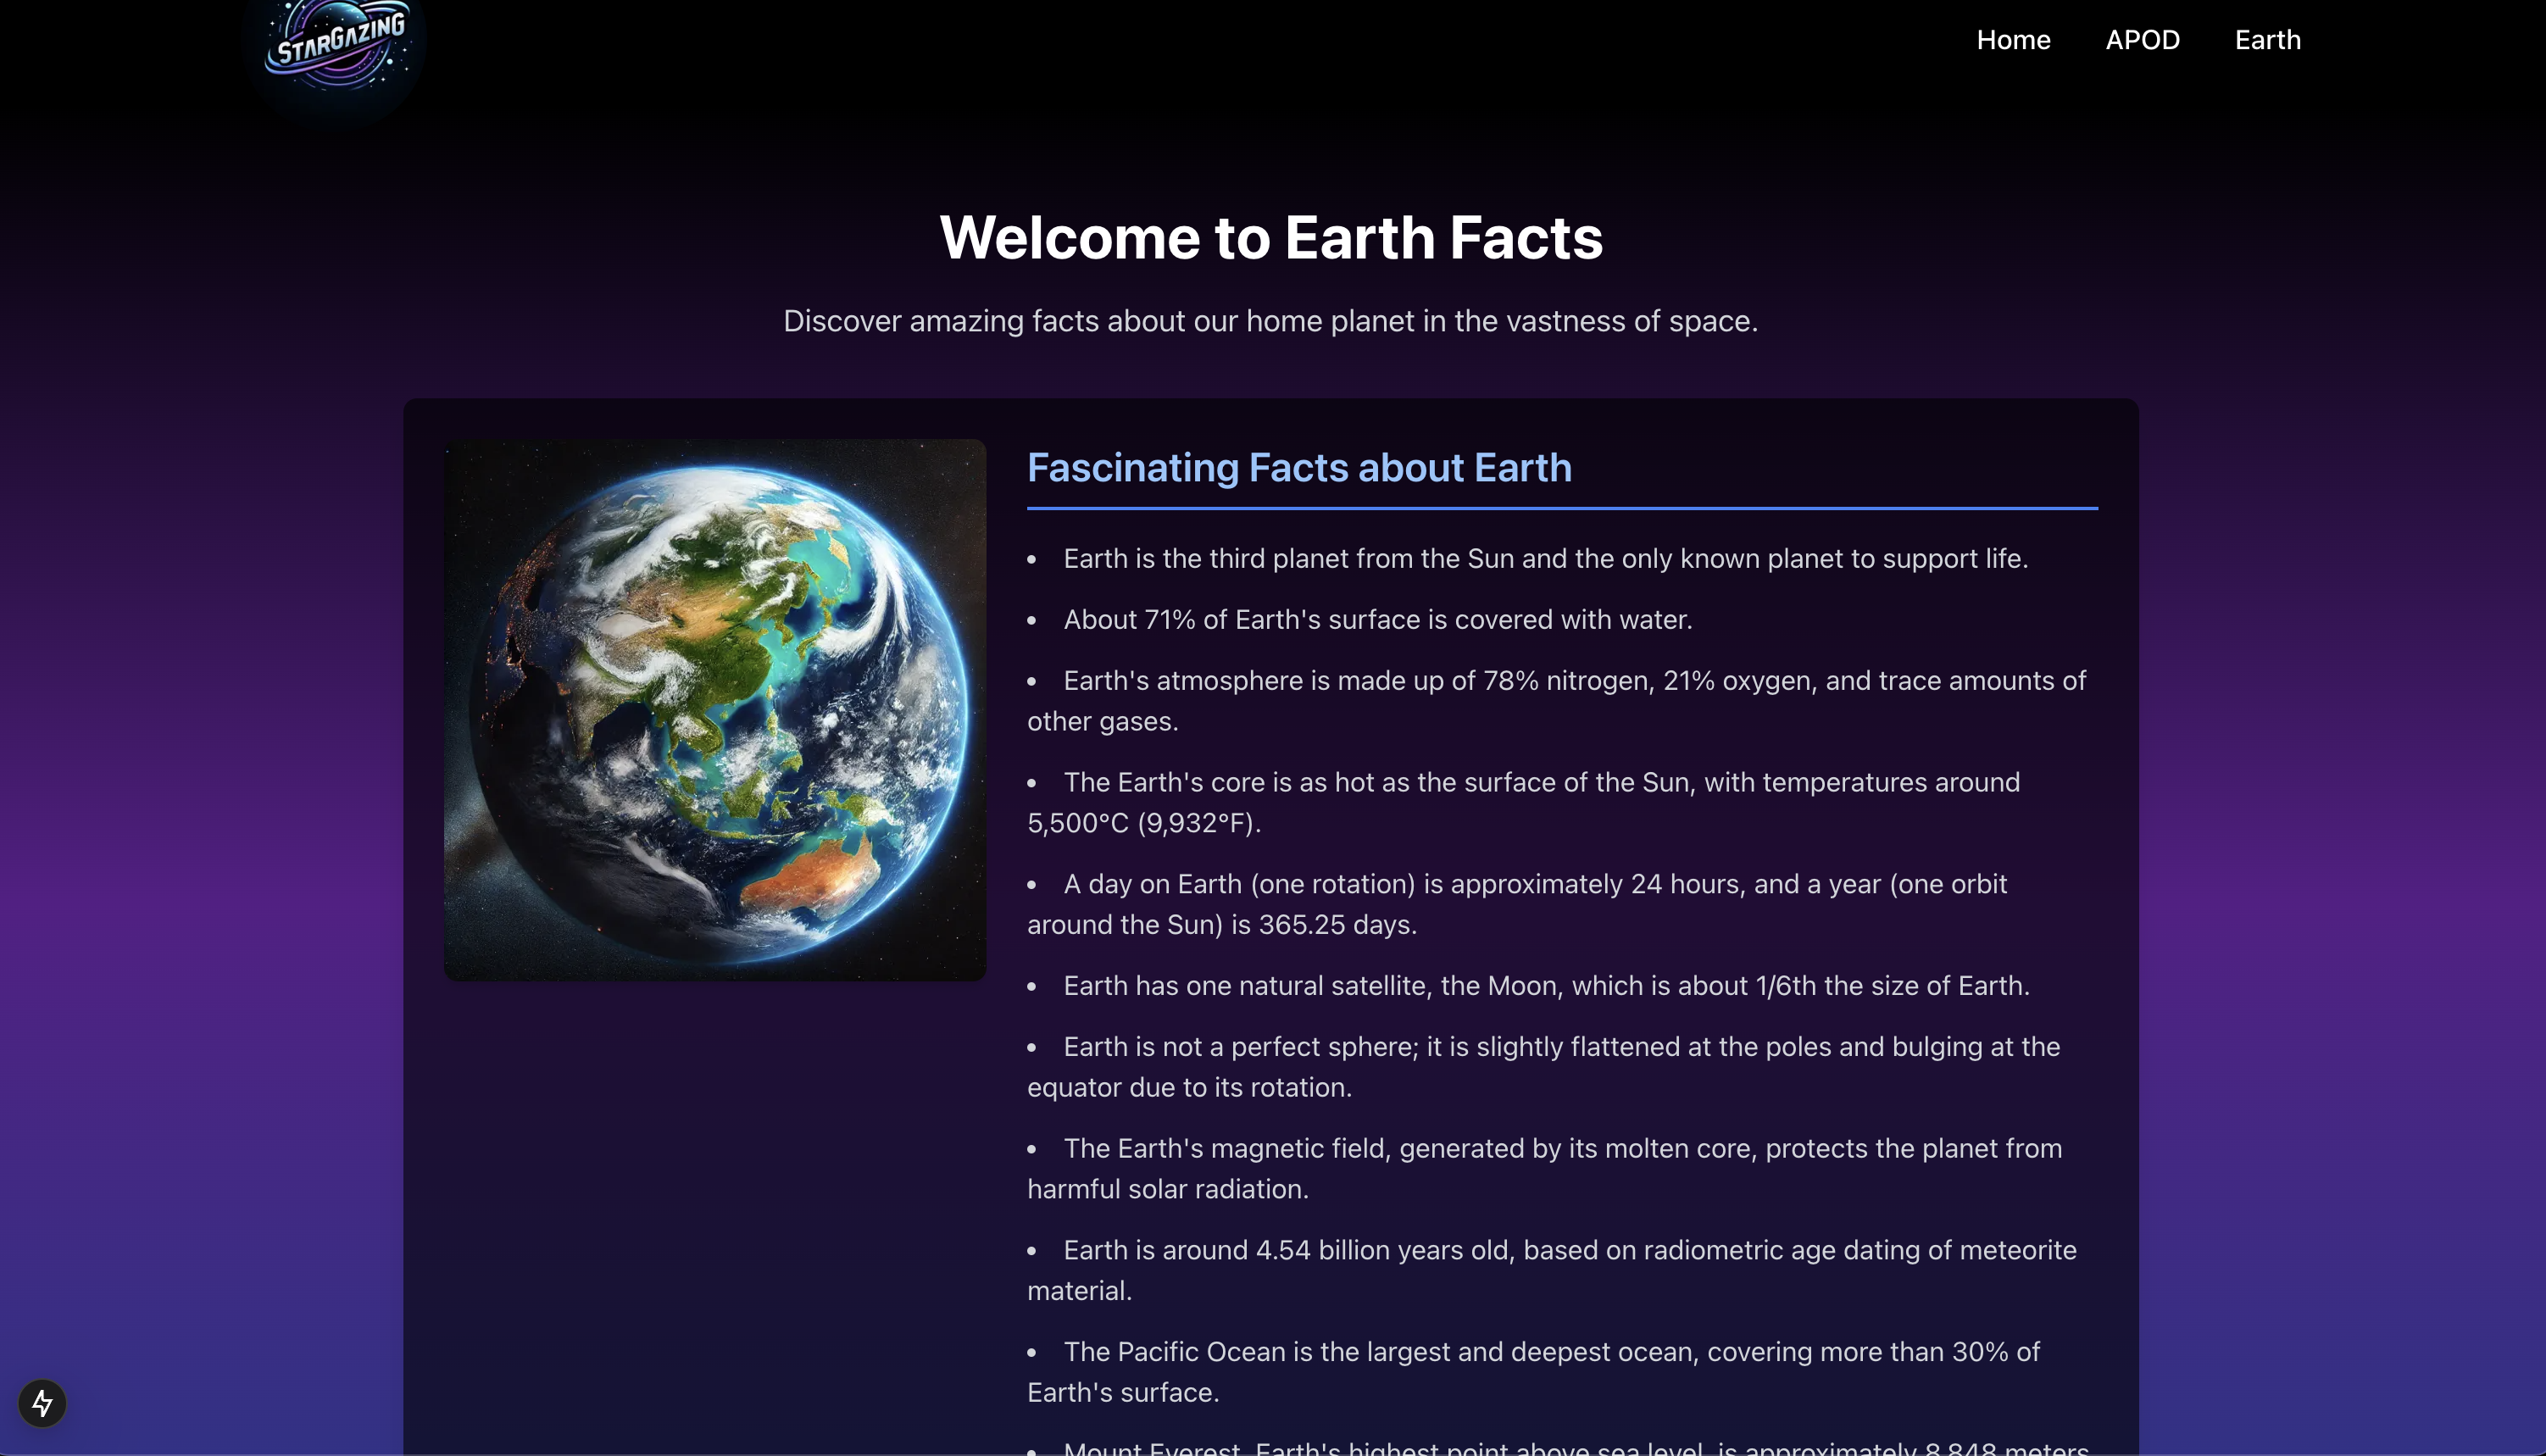 STARGAZING
Home APOD Earth
Welcome to Earth Facts
Discover amazing facts about our home planet in the vastness of space.
Fascinating Facts about Earth
• Earth is the third planet from the Sun and the only known planet to support life.
• About 71% of Earth's surface is covered with water.
• Earth's atmosphere is made up of 78% nitrogen, 21% oxygen, and trace amounts of
other gases.
• The Earth's core is as hot as the surface of the Sun, with temperatures around
5,500°C (9,932°F).
• A day on Earth (one rotation) is approximately 24 hours, and a year (one orbit
around the Sun) is 365.25 days.
• Earth has one natural satellite, the Moon, which is about 1/6th the size of Earth.
• Earth is not a perfect sphere; it is slightly flattened at the poles and bulging at the
equator due to its rotation.
• The Earth's magnetic field, generated by its molten core, protects the planet from
harmful solar radiation.
• Earth is around 4.54 billion years old, based on radiometric age dating of meteorite
material.
• The Pacific Ocean is the largest and deepest ocean, covering more than 30% of
Earth's surface.
• Mount Everest, Earth's highest point above sea level, is approximately 8,848 meters